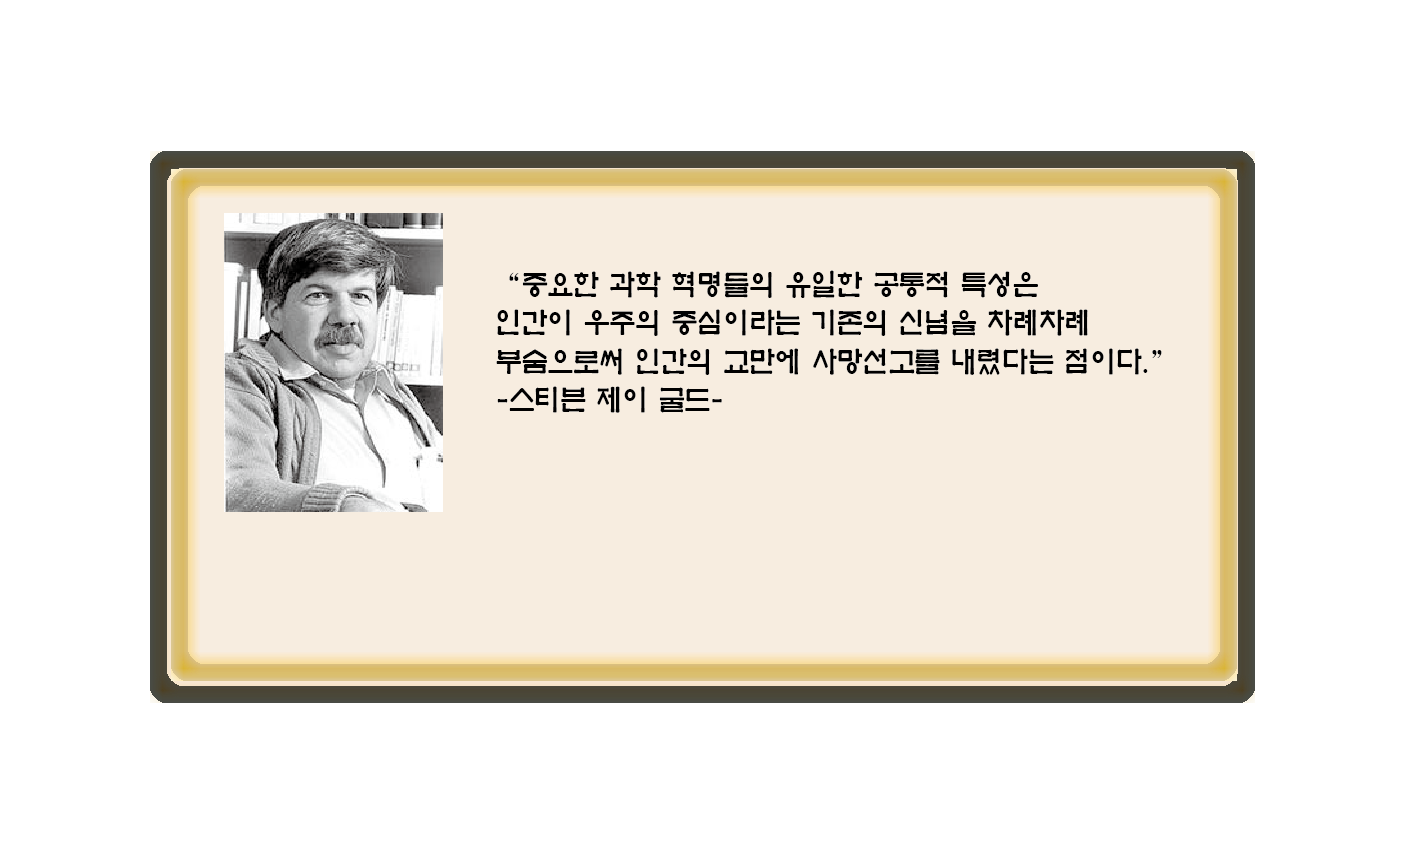 “중요한 과학 혁명들의 유일한 공통적 특성은
인간이 우주의 중심이라는 기존의 신념을 차례차례
부숨으로써 인간의 교만에 사망선고를 내렸다는 점이다.”
-스티븐 제이 굴드-